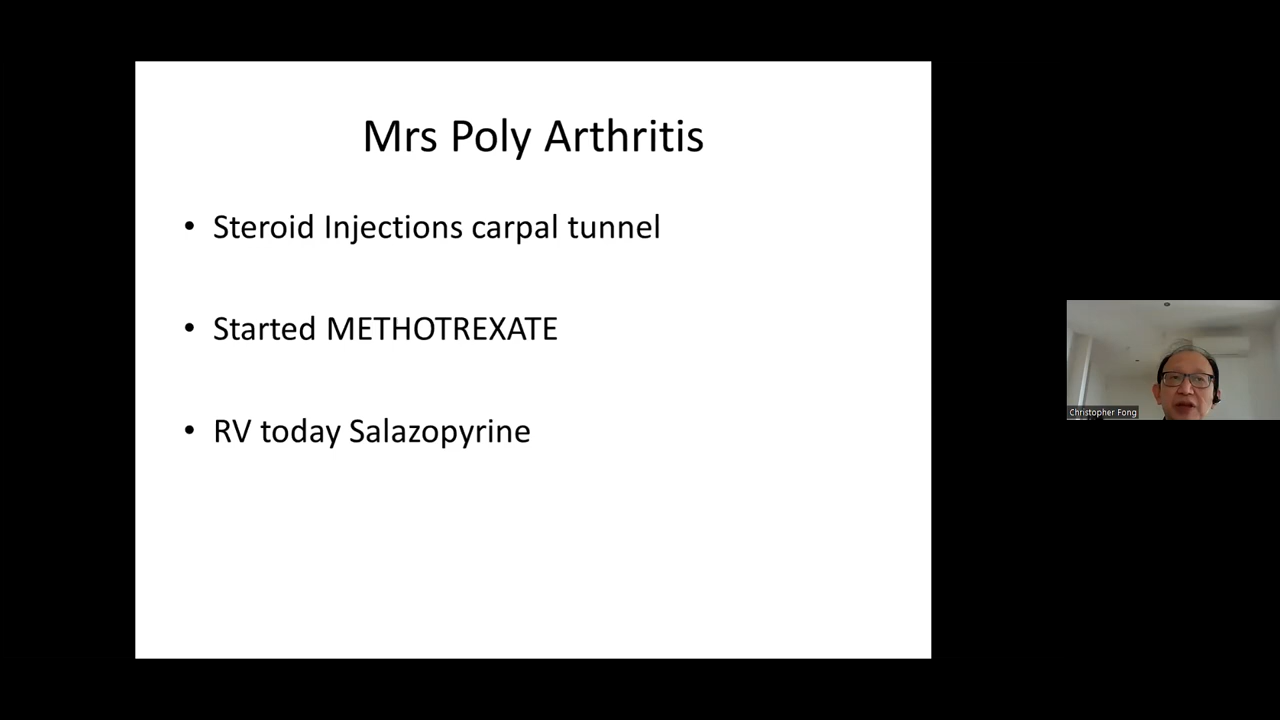 Mrs Poly Arthritis
• Steroid Injections carpal tunnel
• Started METHOTREXATE
• RV today Salazopyrine
Christopher Fong